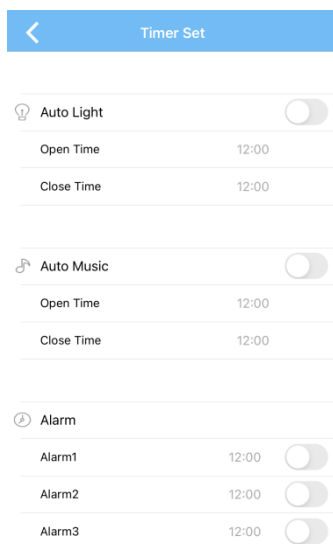 Timer Set
Auto Light
Open Time 12:00
Close Time 12:00
Auto Music
Open Time 12:00
Close Time 12:00
Alarm
Alarm1 12:00
Alarm2 12:00
Alarm3 12:00